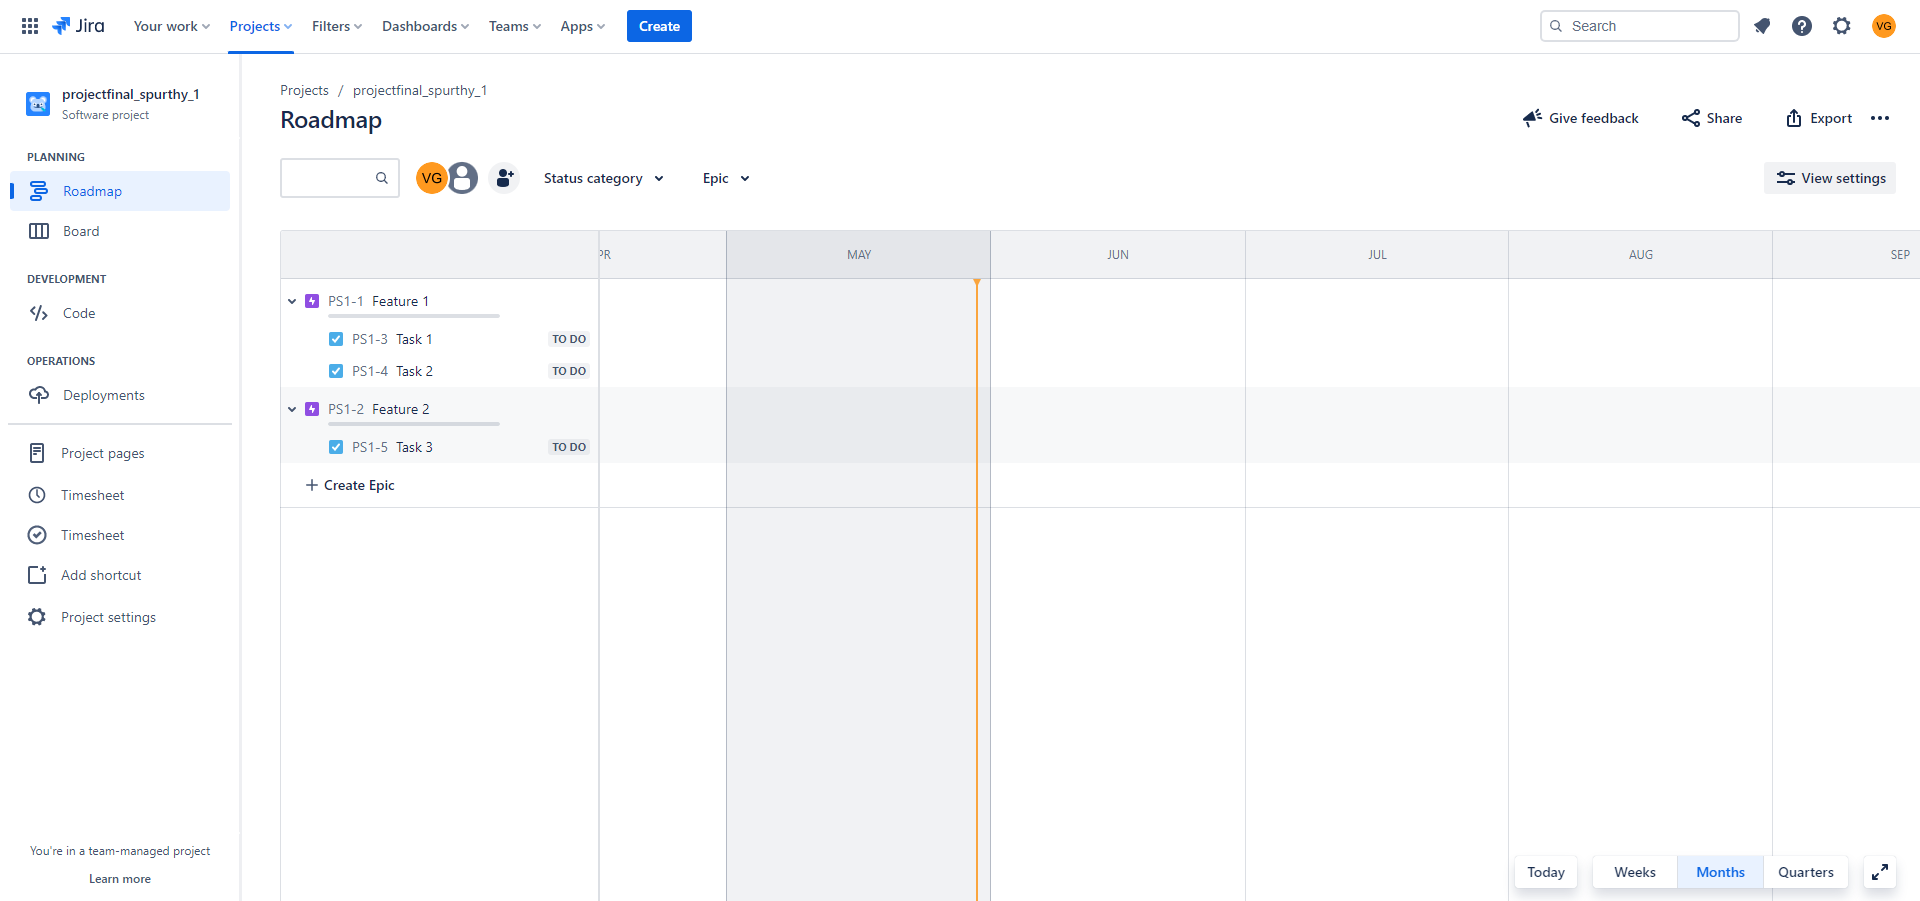 Jira
Your work
Projects
Filters
Dashboards
Teams
Apps
Create
Search
VG
projectfinal_spurthy_1
Software project
PLANNING
Roadmap
Board
DEVELOPMENT
Code
OPERATIONS
Deployments
Project pages
Timesheet
Timesheet
Add shortcut
Project settings
You're in a team-managed project
Learn more
Projects / projectfinal_spurthy_1
Roadmap
Give feedback
Share
Export
VG
Status category
Epic
View settings
PR
MAY
JUN
JUL
AUG
SEP
PS1-1 Feature 1
PS1-3 Task 1 TO DO
PS1-4 Task 2 TO DO
PS1-2 Feature 2
PS1-5 Task 3 TO DO
Create Epic
Today
Weeks
Months
Quarters